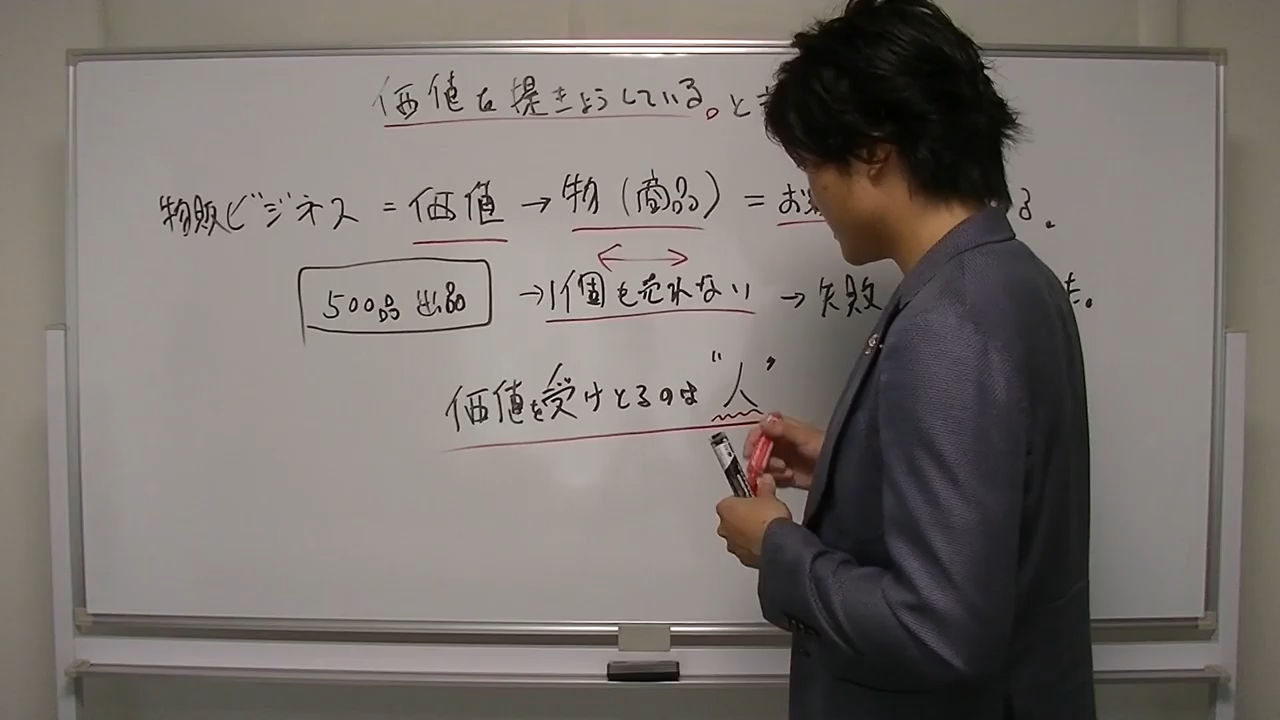 価値を提きょうしている。と
物販ビジネス = 価値 → 物 (商品) = お る。
500品 出品 → 1個も売れない → 失敗 。
価値を受けとるのは "人"